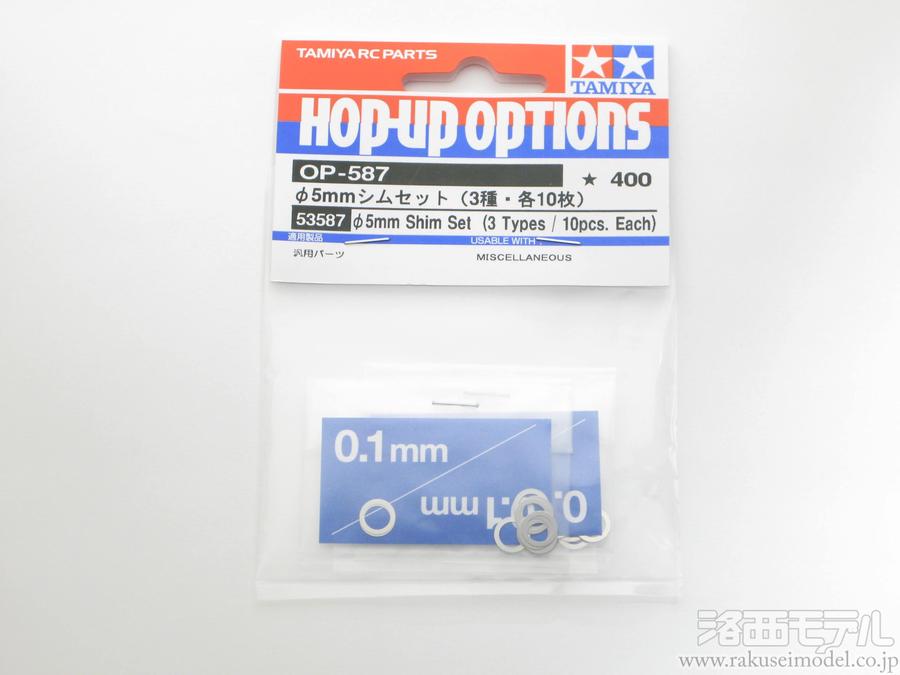 TAMIYA RC PARTS
TAMIYA
HOP-UP OPTIONS
OP-587
★ 400
φ5mmシムセット（3種・各10枚）
53587 φ5mm Shim Set (3 Types / 10pcs. Each)
適用製品 USABLE WITH
汎用パーツ MISCELLANEOUS
0.1mm
0.1mm
洛西モデル
www.rakuseimodel.co.jp